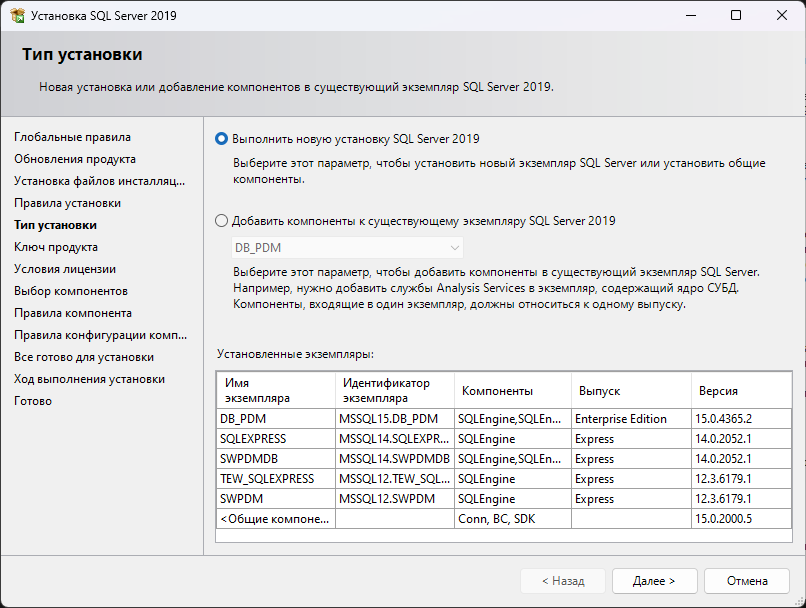 Установка SQL Server 2019
Тип установки
Новая установка или добавление компонентов в существующий экземпляр SQL Server 2019.
Глобальные правила
Обновления продукта
Установка файлов инсталляц...
Правила установки
Тип установки
Ключ продукта
Условия лицензии
Выбор компонентов
Правила компонента
Правила конфигурации комп...
Все готово для установки
Ход выполнения установки
Готово
Выполнить новую установку SQL Server 2019
Выберите этот параметр, чтобы установить новый экземпляр SQL Server или установить общие
компоненты.
Добавить компоненты к существующему экземпляру SQL Server 2019
DB_PDM
Выберите этот параметр, чтобы добавить компоненты в существующий экземпляр SQL Server.
Например, нужно добавить службы Analysis Services в экземпляр, содержащий ядро СУБД.
Компоненты, входящие в один экземпляр, должны относиться к одному выпуску.
Установленные экземпляры:
Имя экземпляра Идентификатор экземпляра Компоненты Выпуск Версия
DB_PDM MSSQL15.DB_PDM SQLEngine,SQLEn... Enterprise Edition 15.0.4365.2
SQLEXPRESS MSSQL14.SQLEXPR... SQLEngine Express 14.0.2052.1
SWPDMDB MSSQL14.SWPDMDB SQLEngine,SQLEn... Express 14.0.2052.1
TEW_SQLEXPRESS MSSQL12.TEW_SQL... SQLEngine Express 12.3.6179.1
SWPDM MSSQL12.SWPDM SQLEngine Express 12.3.6179.1
<Общие компоне... Conn, BC, SDK 15.0.2000.5
< Назад Далее > Отмена